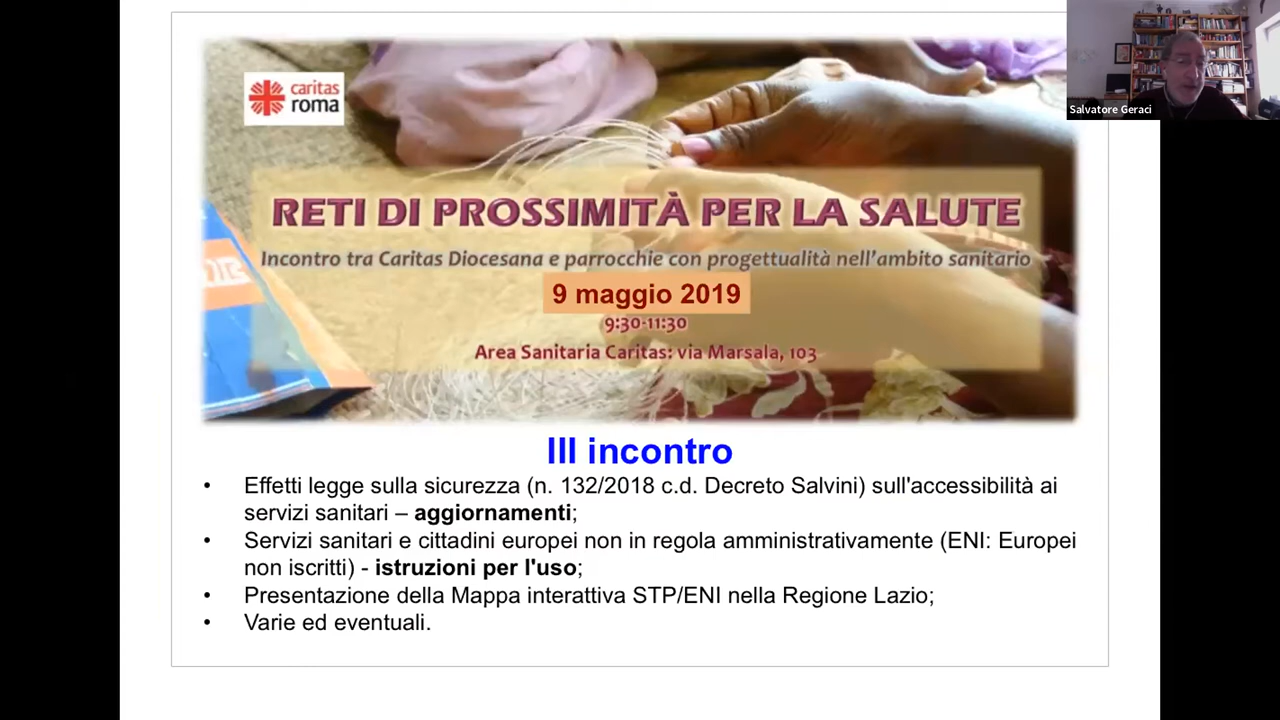 Salvatore Geraci
caritas
roma
RETI DI PROSSIMITÀ PER LA SALUTE
Incontro tra Caritas Diocesana e parrocchie con progettualità nell'ambito sanitario
9 maggio 2019
9:30-11:30
Area Sanitaria Caritas: via Marsala, 103
III incontro
• Effetti legge sulla sicurezza (n. 132/2018 c.d. Decreto Salvini) sull'accessibilità ai
servizi sanitari – aggiornamenti;
• Servizi sanitari e cittadini europei non in regola amministrativamente (ENI: Europei
non iscritti) - istruzioni per l'uso;
• Presentazione della Mappa interattiva STP/ENI nella Regione Lazio;
• Varie ed eventuali.